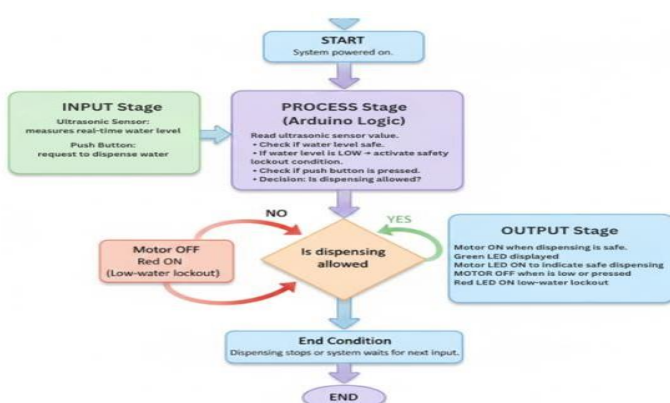 START
System powered on.
INPUT Stage
Ultrasonic Sensor:
measures real-time water level
Push Button:
request to dispense water
PROCESS Stage
(Arduino Logic)
Read ultrasonic sensor value.
• Check if water level safe.
• If water level is LOW → activate safety
lockout condition.
• Check if push button is pressed.
• Decision: Is dispensing allowed?
NO
YES
Motor OFF
Red ON
(Low-water lockout)
Is dispensing
allowed
OUTPUT Stage
Motor ON when dispensing is safe.
Green LED displayed
Motor LED ON to indicate safe dispensing
MOTOR OFF when is low or pressed
Red LED ON low-water lockout
End Condition
Dispensing stops or system waits for next input.
END